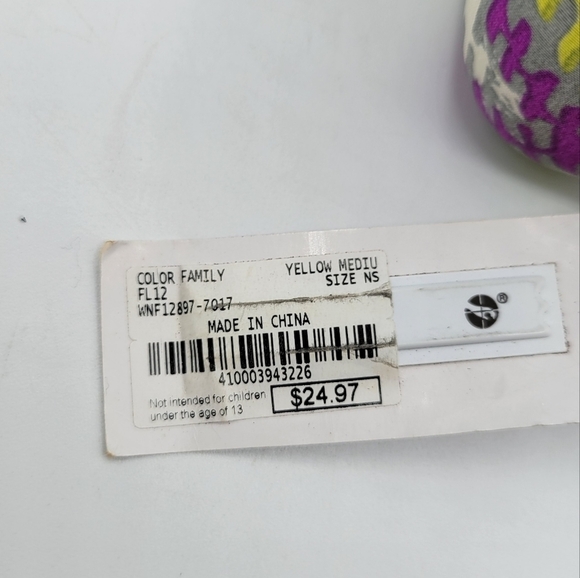 COLOR FAMILY YELLOW MEDIU
FL12 SIZE NS
WNF12897-7017
MADE IN CHINA
410003943226
Not intended for children
under the age of 13
$24.97
®